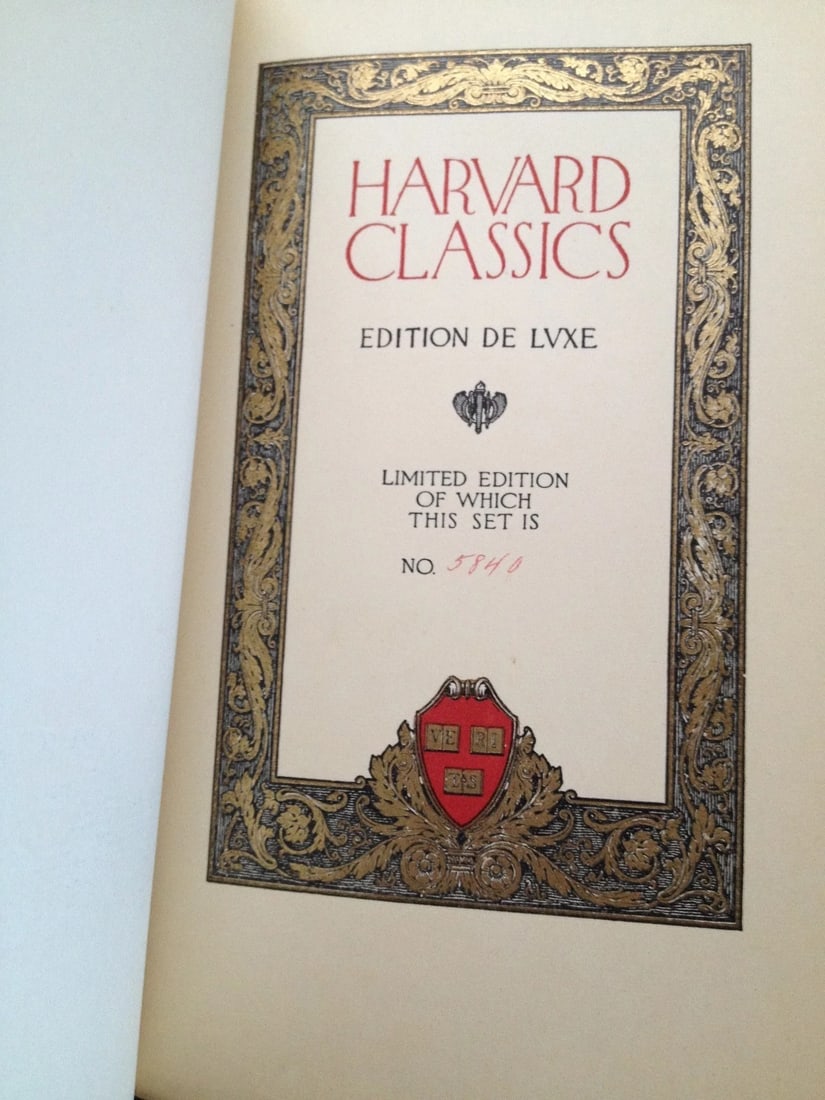 HARVARD
CLASSICS
EDITION DE LVXE
LIMITED EDITION
OF WHICH
THIS SET IS
NO. 5840
VE RI
TAS